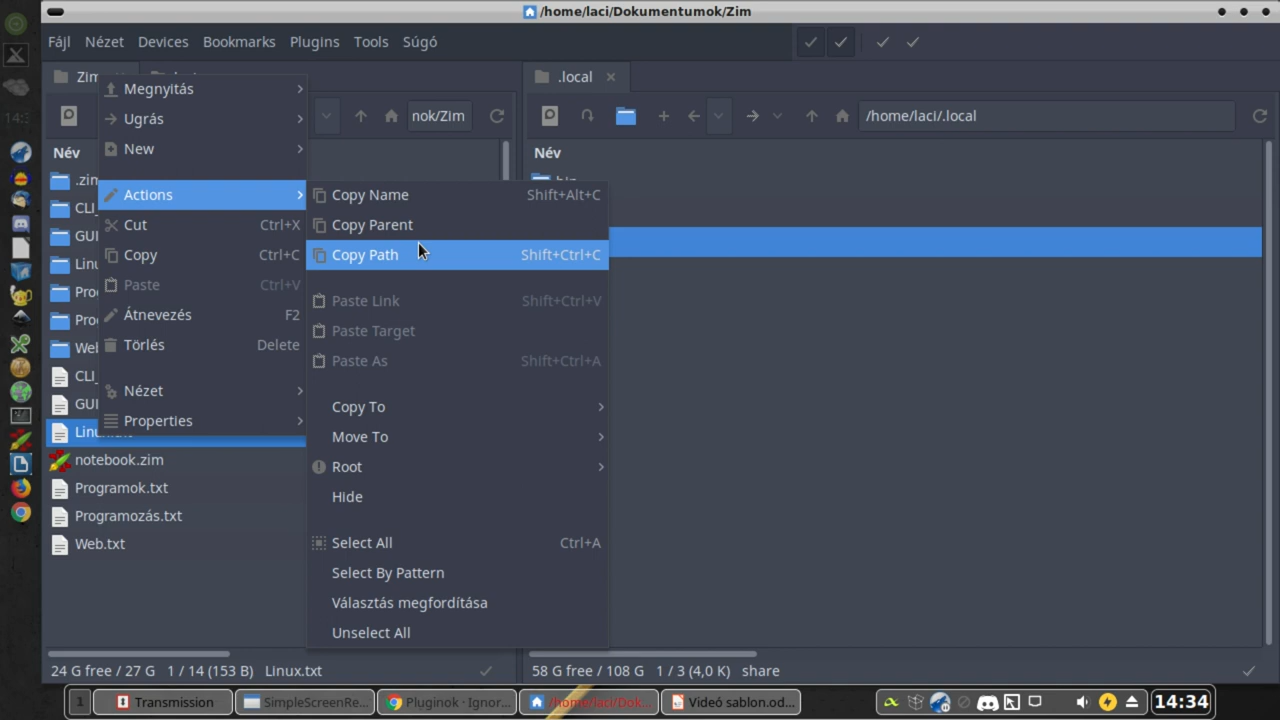 /home/laci/Dokumentumok/Zim
Fájl Nézet Devices Bookmarks Plugins Tools Súgó
Zim
.local
nok/Zim
/home/laci/.local
Név
Név
.zim
CLI_
GUI
Web
CLI_
GUI
notebook.zim
Programok.txt
Programozás.txt
Web.txt
Megnyitás
Ugrás
New
Actions
Cut Ctrl+X
Copy Ctrl+C
Paste Ctrl+V
Átnevezés F2
Törlés Delete
Nézet
Properties
Copy Name Shift+Alt+C
Copy Parent
Copy Path Shift+Ctrl+C
Paste Link Shift+Ctrl+V
Paste Target
Paste As Shift+Ctrl+A
Copy To
Move To
Root
Hide
Select All Ctrl+A
Select By Pattern
Választás megfordítása
Unselect All
24 G free / 27 G 1 / 14 (153 B) Linux.txt
58 G free / 108 G 1 / 3 (4,0 K) share
1 Transmission SimpleScreenRe... Pluginok - Ignor... /home/laci/Dok... Videó sablon.od... 14:34